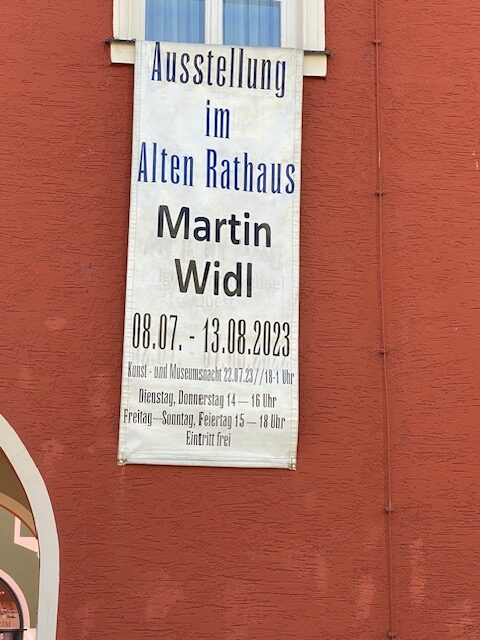 Ausstellung
im
Alten Rathaus
Martin
Widl
08.07. - 13.08.2023
Kunst - und Museumsnacht 22.07.23//18-1 Uhr
Dienstag, Donnerstag 14 — 16 Uhr
Freitag—Sonntag, Feiertag 15 — 18 Uhr
Eintritt frei